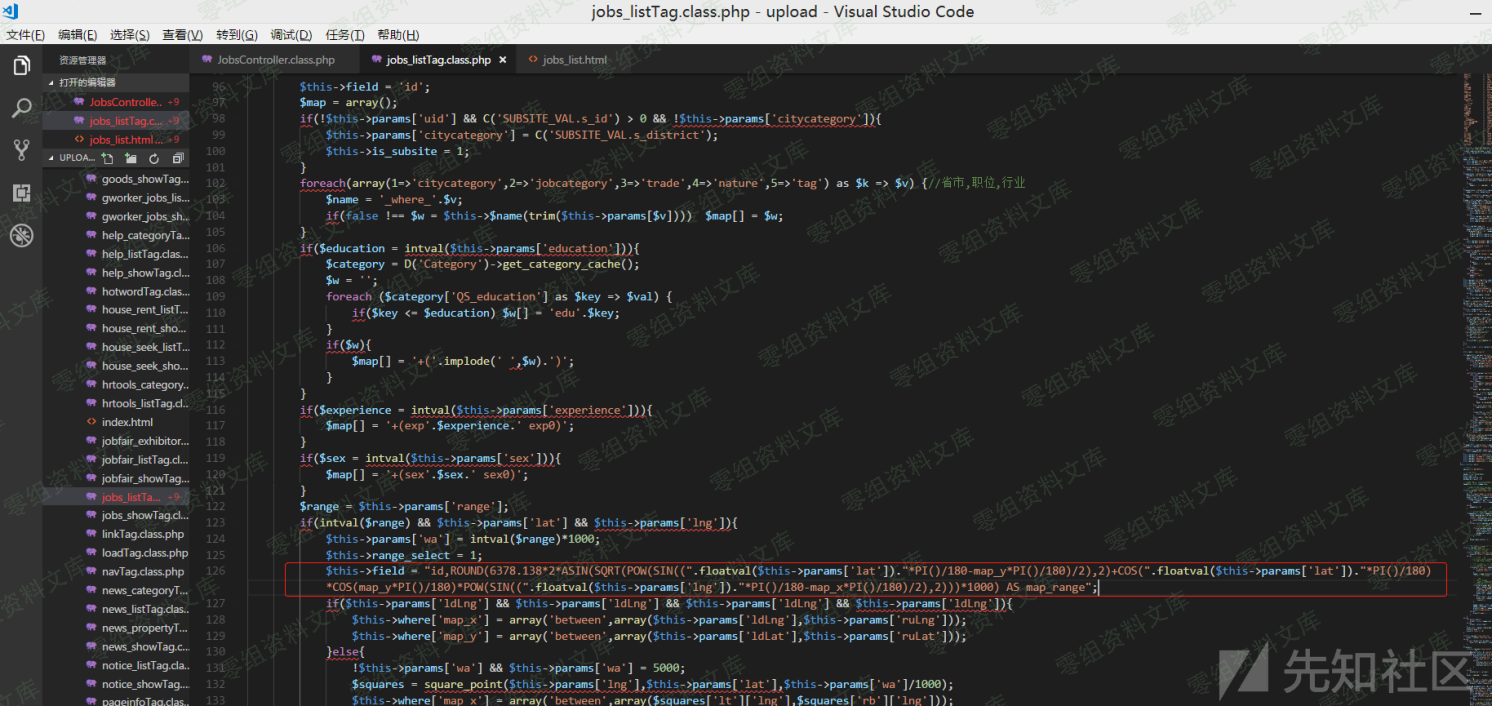 jobs_listTag.class.php - upload - Visual Studio Code
文件(F) 编辑(E) 选择(S) 查看(V) 转到(G) 调试(D) 任务(T) 帮助(H)
资源管理器
JobsController.class.php jobs_listTag.class.php × jobs_list.html
打开的编辑器
JobsControlle.. +9
jobs_listTag.c... +9
jobs_list.html... +9
UPLOA...
goods_showTag...
gworker_jobs_lis...
gworker_jobs_sh...
help_categoryTa...
help_listTag.clas...
help_showTag.cl...
hotwordTag.clas...
house_rent_listT...
house_rent_sho...
house_seek_listT...
house_seek_sho...
hrtools_category..
hrtools_listTag.cl..
index.html
jobfair_exhibitor...
jobfair_listTag.cl...
jobfair_showTag...
jobs_listTa... +9
jobs_showTag.cl...
linkTag.class.php
loadTag.class.php
navTag.class.php
news_categoryT...
news_listTag.clas...
news_propertyT...
news_showTag.c...
notice_listTag.cla..
notice_showTag....
pageinfoTag.clas..
96 $this->field = 'id';
97 $map = array();
98 if(!$this->params['uid'] && C('SUBSITE_VAL.s_id') > 0 && !$this->params['citycategory']){
99 $this->params['citycategory'] = C('SUBSITE_VAL.s_district');
100 $this->is_subsite = 1;
101 }
102 foreach(array(1=>'citycategory',2=>'jobcategory',3=>'trade',4=>'nature',5=>'tag') as $k => $v) {//省市,职位,行业
103 $name = '_where_'.$v;
104 if(false !== $w = $this->$name(trim($this->params[$v]))) $map[] = $w;
105 }
106 if($education = intval($this->params['education'])){
107 $category = D('Category')->get_category_cache();
108 $w = '';
109 foreach ($category['QS_education'] as $key => $val) {
110 if($key <= $education) $w[] = 'edu'.$key;
111 }
112 if($w){
113 $map[] = '+('.implode(' ',$w).')';
114 }
115 }
116 if($experience = intval($this->params['experience'])){
117 $map[] = '+(exp'.$experience.' exp0)';
118 }
119 if($sex = intval($this->params['sex'])){
120 $map[] = '+(sex'.$sex.' sex0)';
121 }
122 $range = $this->params['range'];
123 if(intval($range) && $this->params['lat'] && $this->params['lng']){
124 $this->params['wa'] = intval($range)*1000;
125 $this->range_select = 1;
126 $this->field = "id,ROUND(6378.138*2*ASIN(SQRT(POW(SIN((".floatval($this->params['lat'])."*PI()/180-map_y*PI()/180)/2),2)+COS(".floatval($this->params['lat'])."*PI()/180)
*COS(map_y*PI()/180)*POW(SIN((".floatval($this->params['lng'])."*PI()/180-map_x*PI()/180)/2),2)))*1000) AS map_range";
127 if($this->params['ldLng'] && $this->params['ldLng'] && $this->params['ldLng'] && $this->params['ldLng']){
128 $this->where['map_x'] = array('between',array($this->params['ldLng'],$this->params['ruLng']));
129 $this->where['map_y'] = array('between',array($this->params['ldLat'],$this->params['ruLat']));
130 }else{
131 !$this->params['wa'] && $this->params['wa'] = 5000;
132 $squares = square_point($this->params['lng'],$this->params['lat'],$this->params['wa']/1000);
133 $this->where['map_x'] = array('between',array($squares['lt']['lng'],$squares['rb']['lng']));
零组资料文库
先知社区